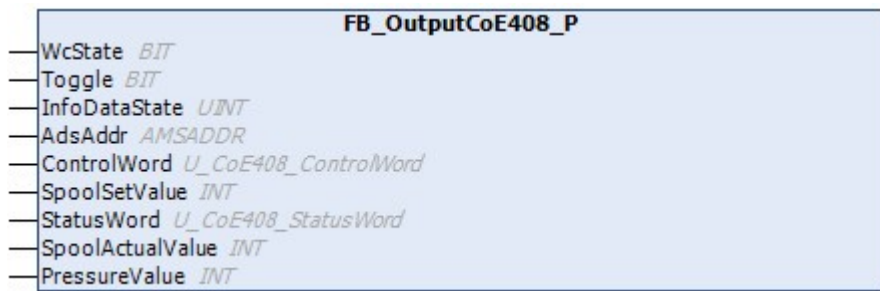 FB_OutputCoE408_P
WcState BIT
Toggle BIT
InfoDataState UINT
AdsAddr AMSADDR
ControlWord U_CoE408_ControlWord
SpoolSetValue INT
StatusWord U_CoE408_StatusWord
SpoolActualValue INT
PressureValue INT